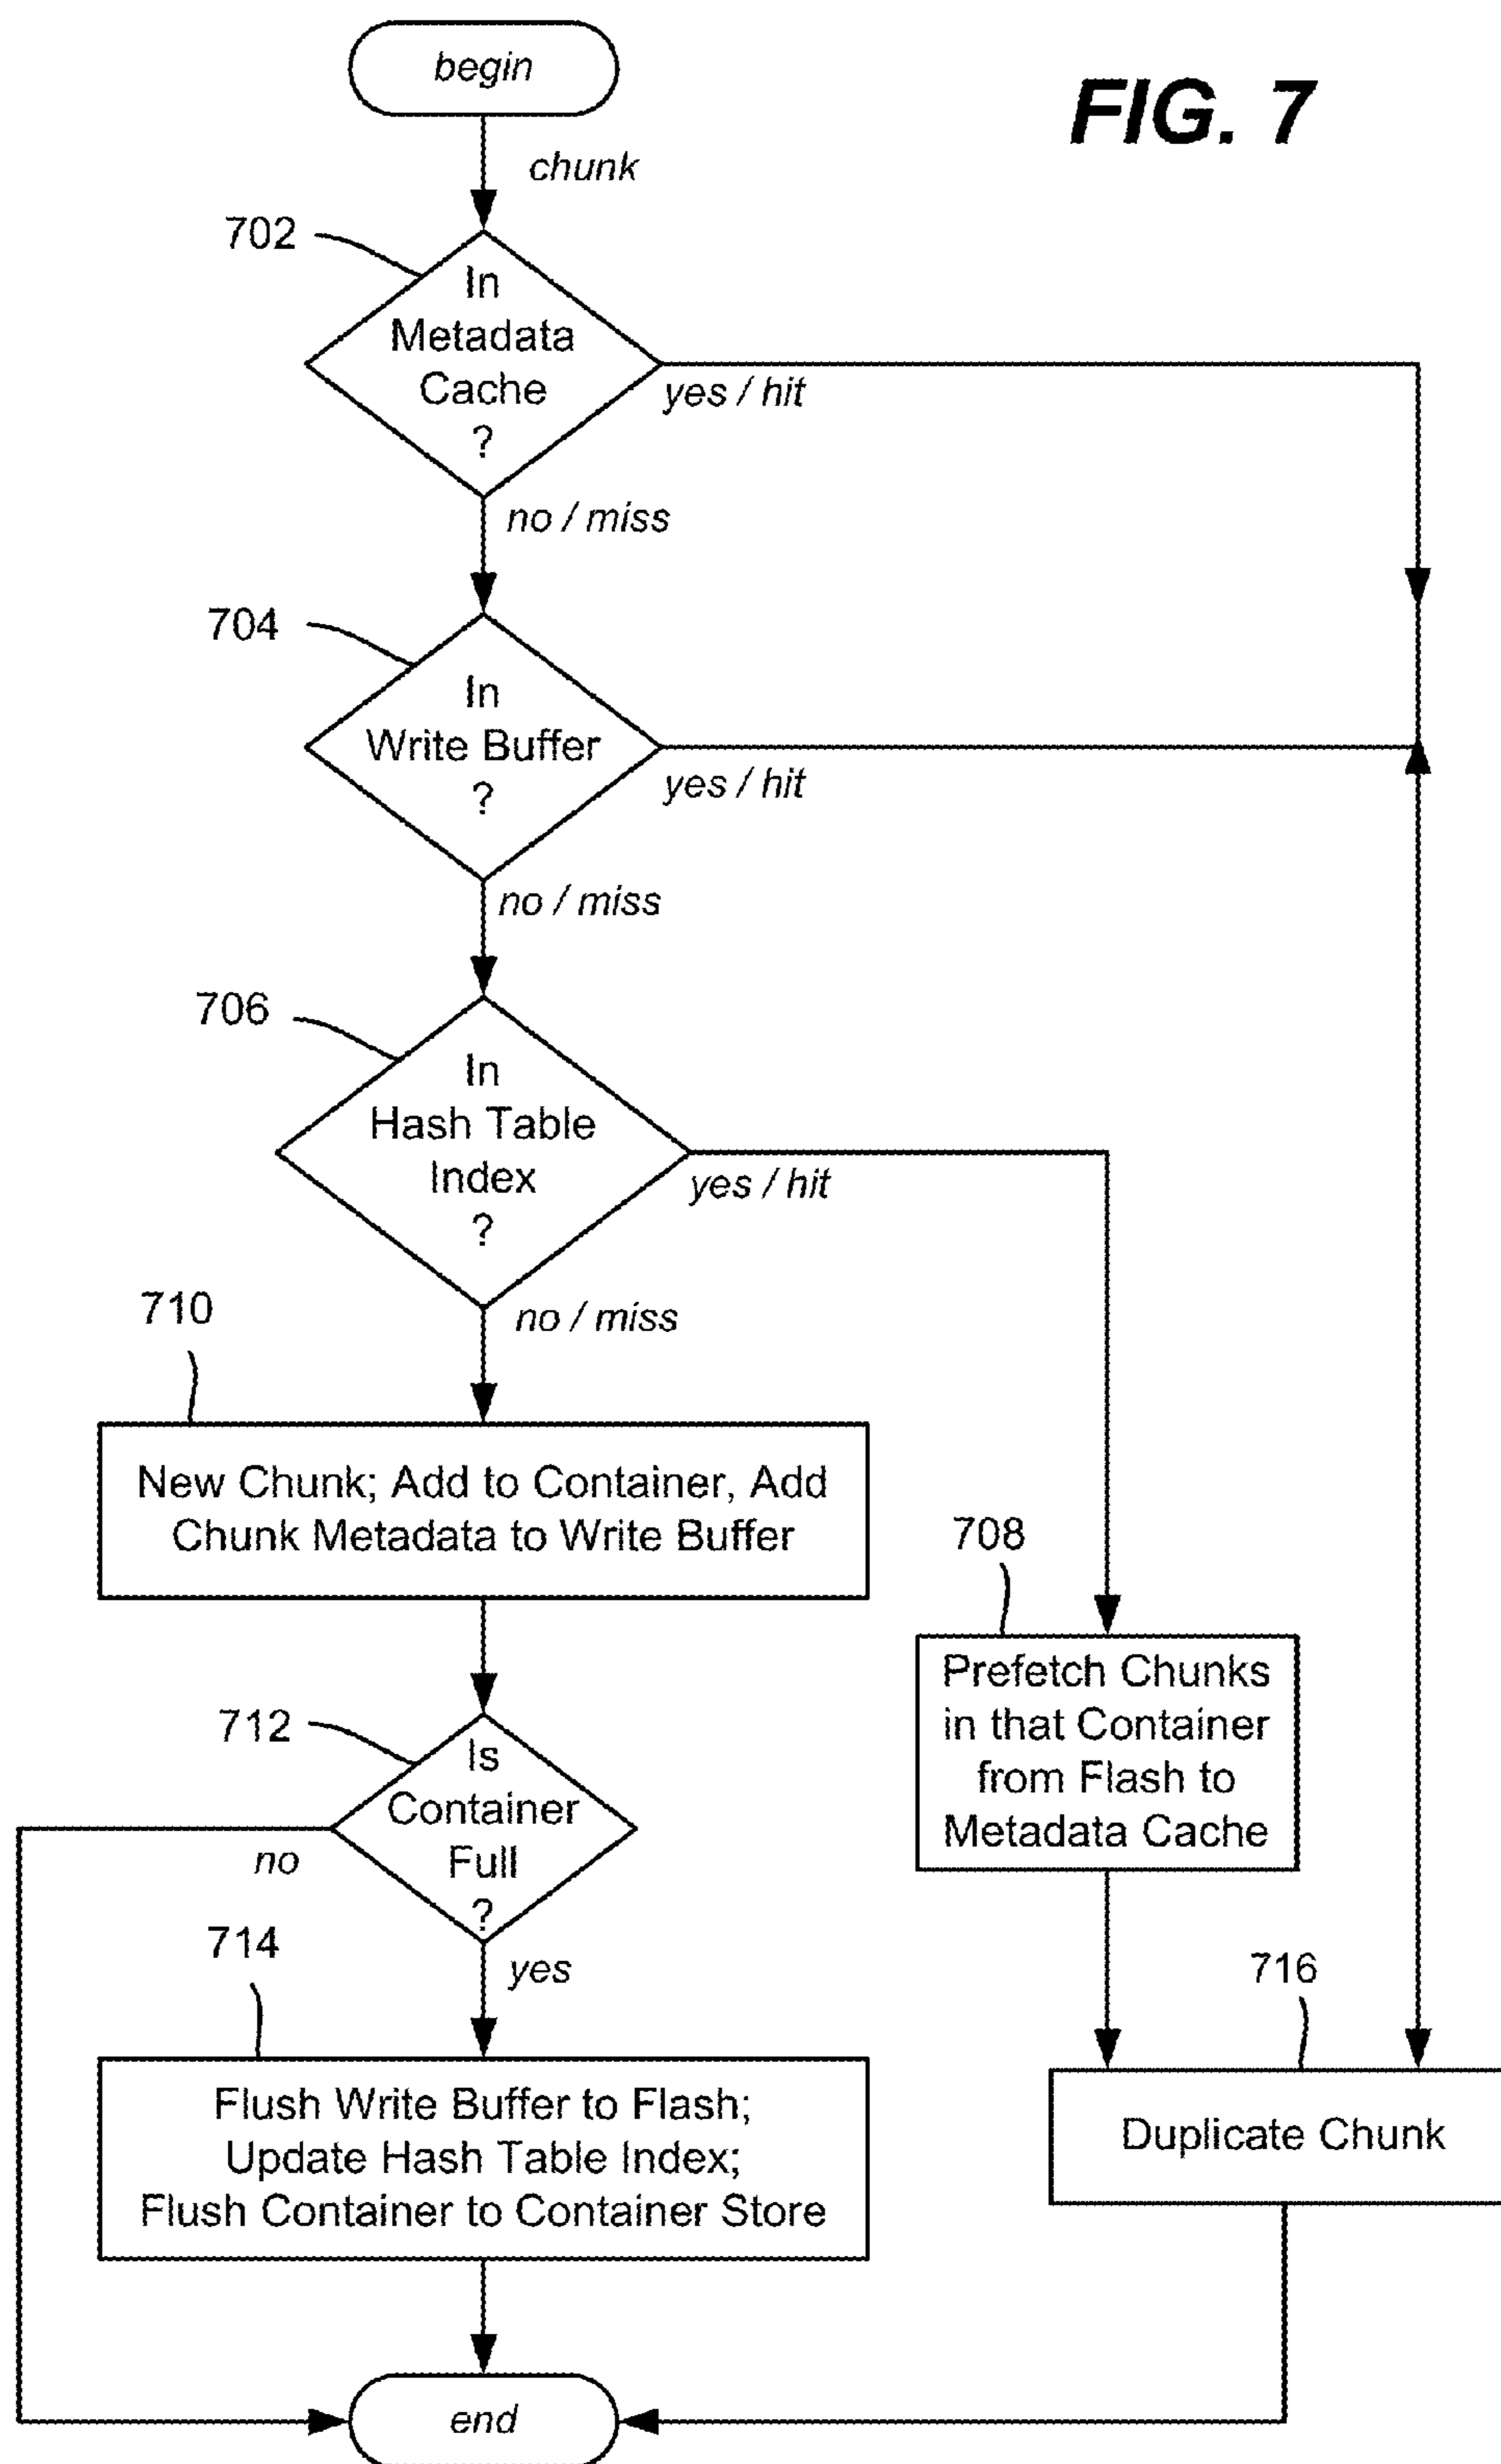 begin
FIG. 7
chunk
702
In
Metadata
Cache
?
yes / hit
no / miss
704
In
Write Buffer
?
yes / hit
no / miss
706
In
Hash Table
Index
?
yes / hit
no / miss
710
New Chunk; Add to Container, Add
Chunk Metadata to Write Buffer
708
Prefetch Chunks
in that Container
from Flash to
Metadata Cache
712
Is
Container
Full
?
no
yes
714
716
Flush Write Buffer to Flash;
Update Hash Table Index;
Flush Container to Container Store
Duplicate Chunk
end